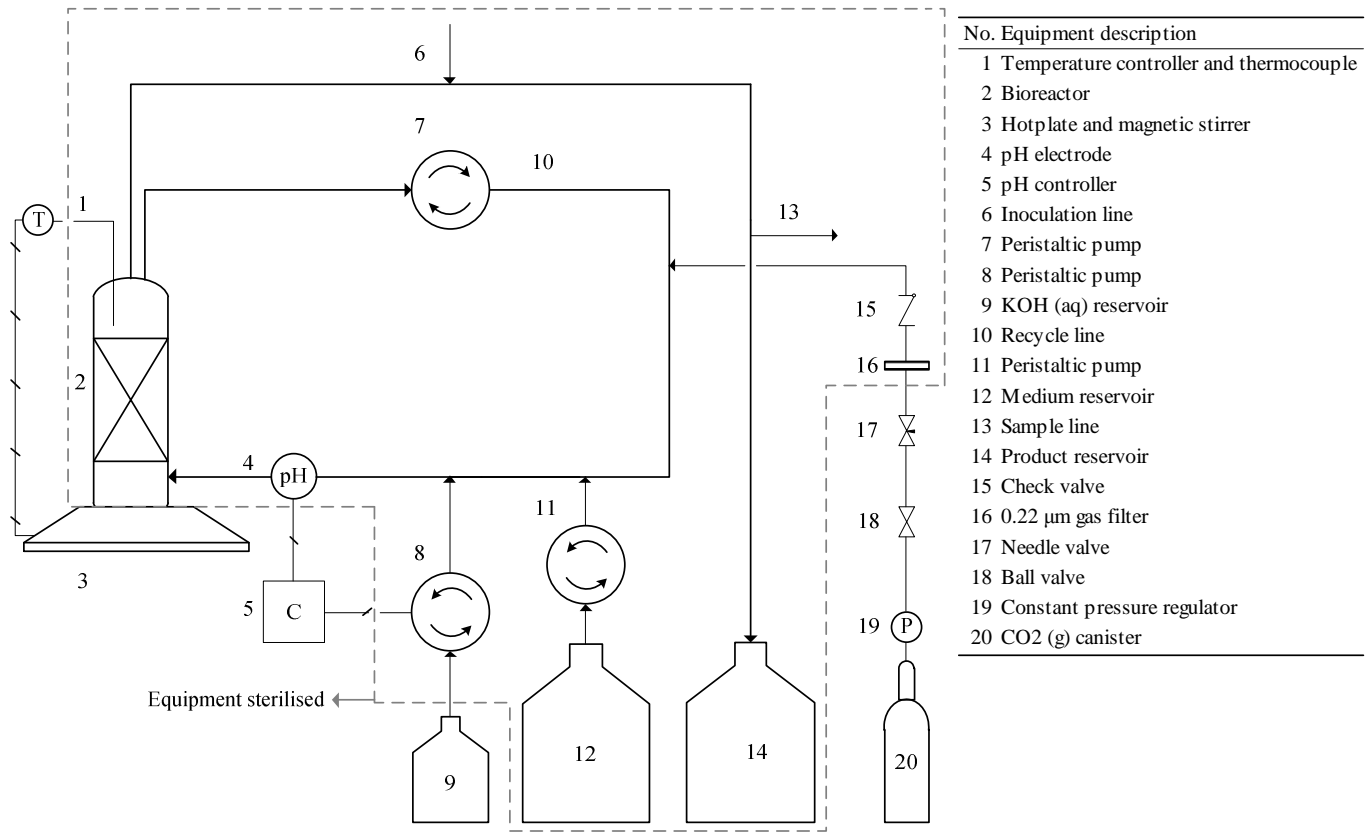 6
7
10
1
T
13
15
16
2
17
4
pH
11
18
8
3
5
C
19
P
Equipment sterilised
9
12
14
20
No. Equipment description
1 Temperature controller and thermocouple
2 Bioreactor
3 Hotplate and magnetic stirrer
4 pH electrode
5 pH controller
6 Inoculation line
7 Peristaltic pump
8 Peristaltic pump
9 KOH (aq) reservoir
10 Recycle line
11 Peristaltic pump
12 Medium reservoir
13 Sample line
14 Product reservoir
15 Check valve
16 0.22 μm gas filter
17 Needle valve
18 Ball valve
19 Constant pressure regulator
20 CO2 (g) canister